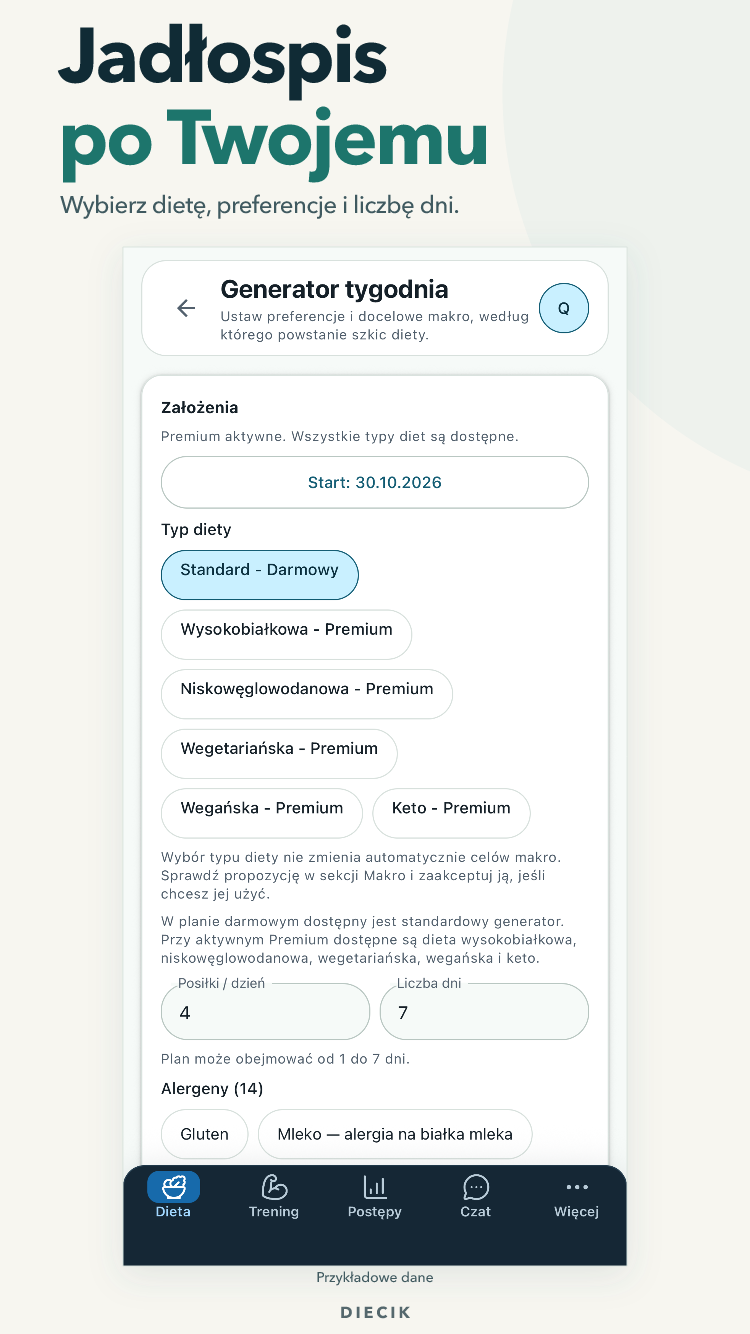 Jadłospis
po Twojemu
Wybierz dietę, preferencje i liczbę dni.
Generator tygodnia
Ustaw preferencje i docelowe makro, według
którego powstanie szkic diety.
Q
Założenia
Premium aktywne. Wszystkie typy diet są dostępne.
Start: 30.10.2026
Typ diety
Standard - Darmowy
Wysokobiałkowa - Premium
Niskowęglowodanowa - Premium
Wegetariańska - Premium
Wegańska - Premium
Keto - Premium
Wybór typu diety nie zmienia automatycznie celów makro.
Sprawdź propozycję w sekcji Makro i zaakceptuj ją, jeśli
chcesz jej użyć.
W planie darmowym dostępny jest standardowy generator.
Przy aktywnym Premium dostępne są dieta wysokobiałkowa,
niskowęglowodanowa, wegetariańska, wegańska i keto.
Posiłki / dzień
4
Liczba dni
7
Plan może obejmować od 1 do 7 dni.
Alergeny (14)
Gluten
Mleko — alergia na białka mleka
Dieta
Trening
Postępy
Czat
Więcej
Przykładowe dane
DIECIK